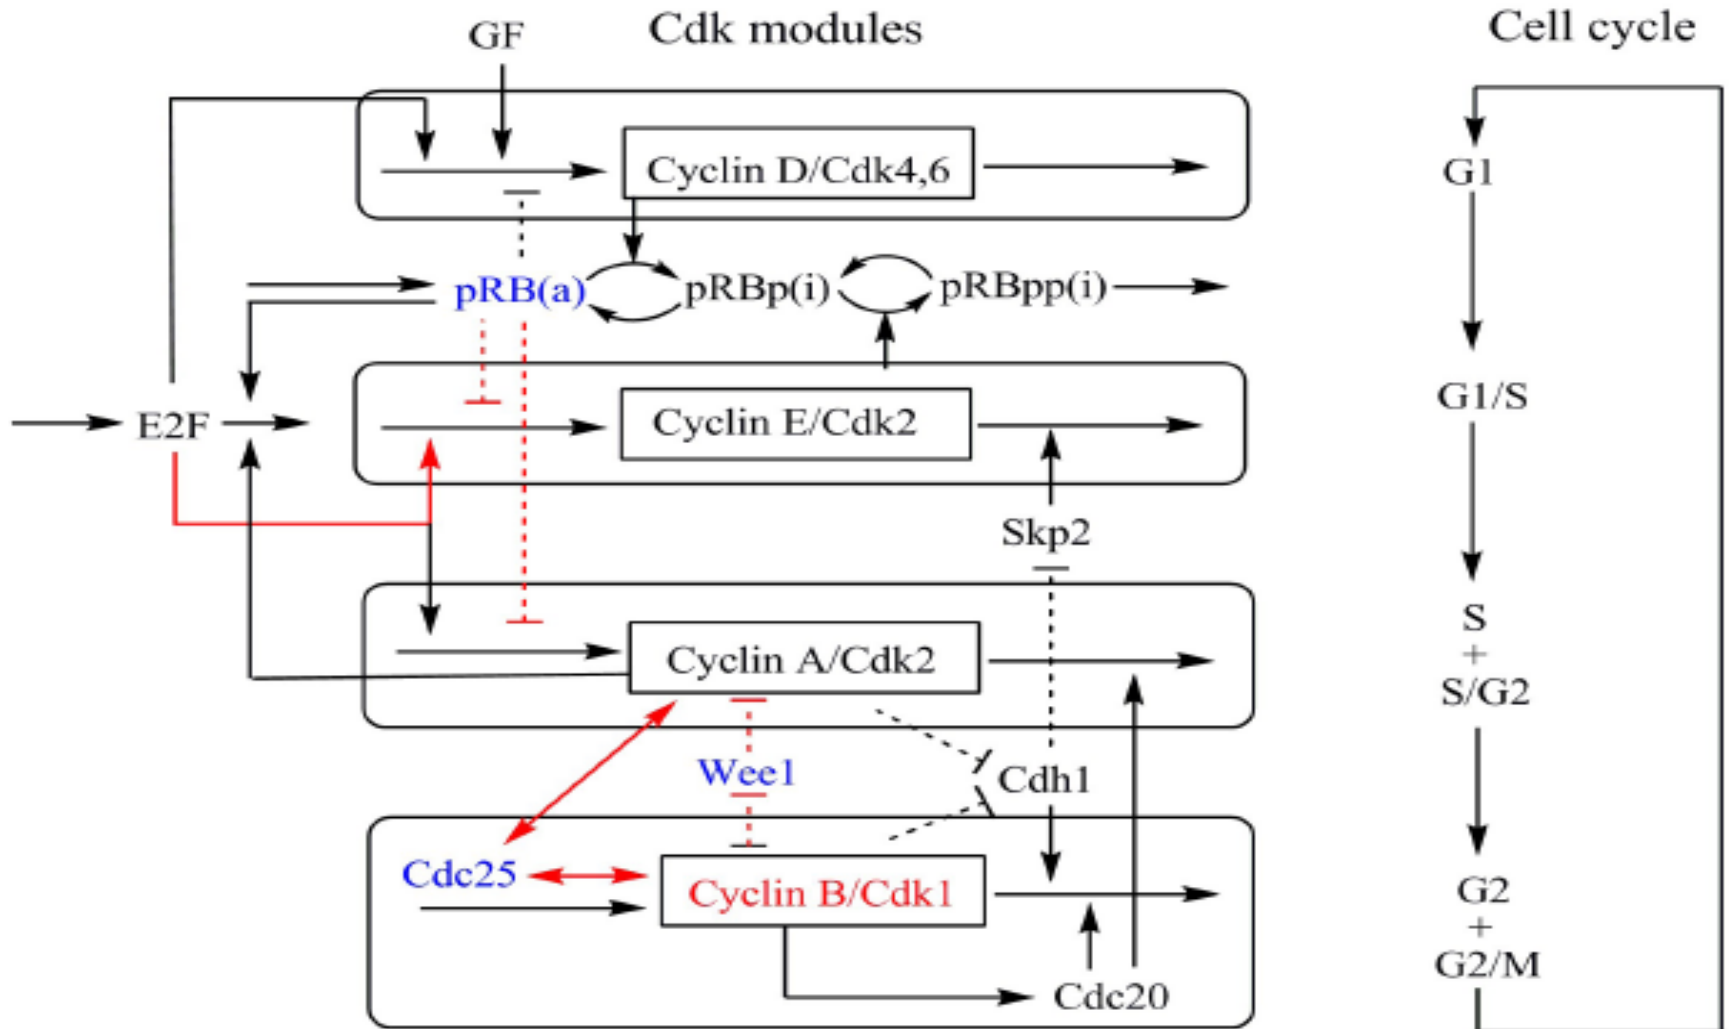 GF
Cdk modules
Cell cycle
Cyclin D/Cdk4,6
G1
pRB(a)
pRBp(i)
pRBpp(i)
G1/S
E2F
Cyclin E/Cdk2
Skp2
S
+
S/G2
Cyclin A/Cdk2
Wee1
Cdh1
Cdc25
Cyclin B/Cdk1
G2
+
G2/M
Cdc20